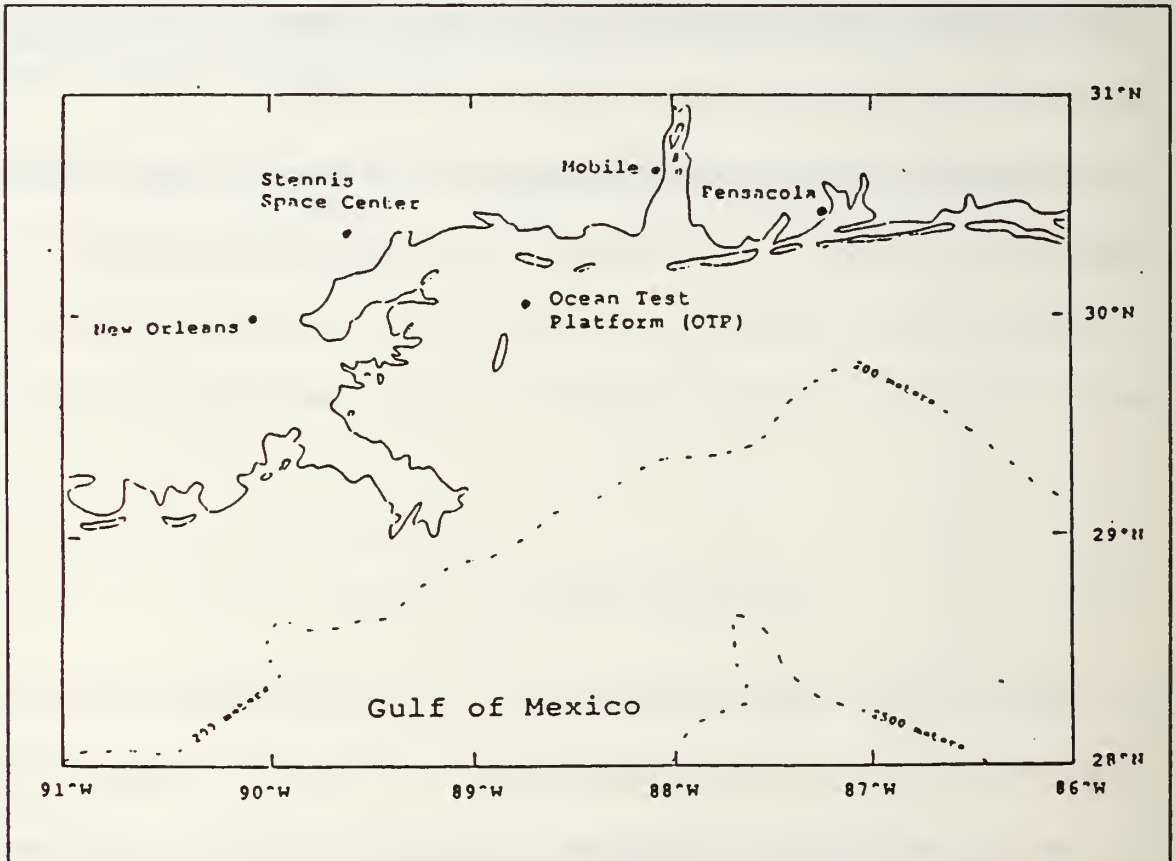 31°N
Mobile
Stennis
Space Center
Pensacola
Ocean Test
Platform (OTP)
New Orleans
30°N
200 meters
29°N
Gulf of Mexico
200 meters
28°N
91°W
90°W
89°W
88°W
87°W
86°W